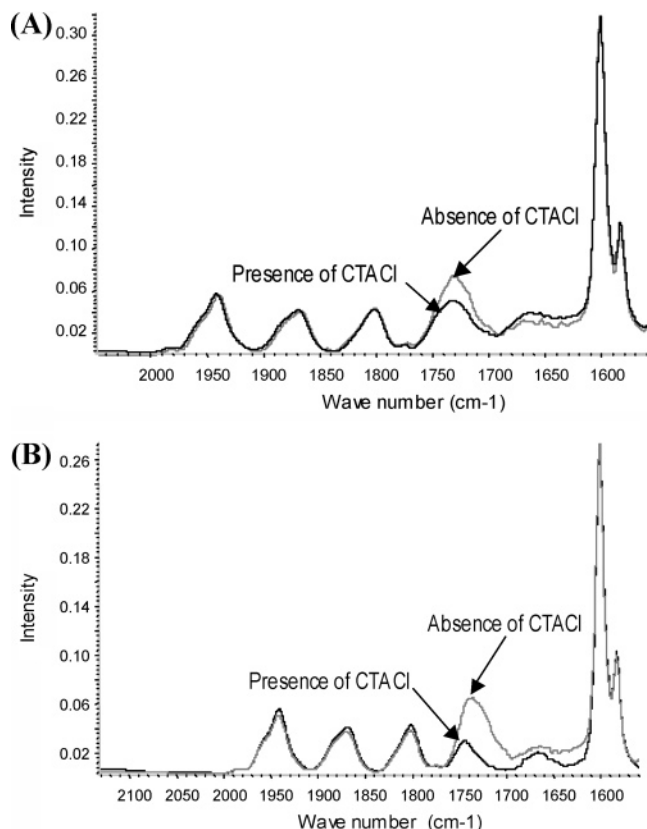 (A)
0.30
0.26
0.22
0.18
0.14
0.10
0.06
0.02
Intensity
Absence of CTACl
Presence of CTACl
2000 1950 1900 1850 1800 1750 1700 1650 1600
Wave number (cm-1)
(B)
0.26
0.22
0.18
0.14
0.10
0.06
0.02
Intensity
Absence of CTACl
Presence of CTACl
2100 2050 2000 1950 1900 1850 1800 1750 1700 1650 1600
Wave number (cm-1)